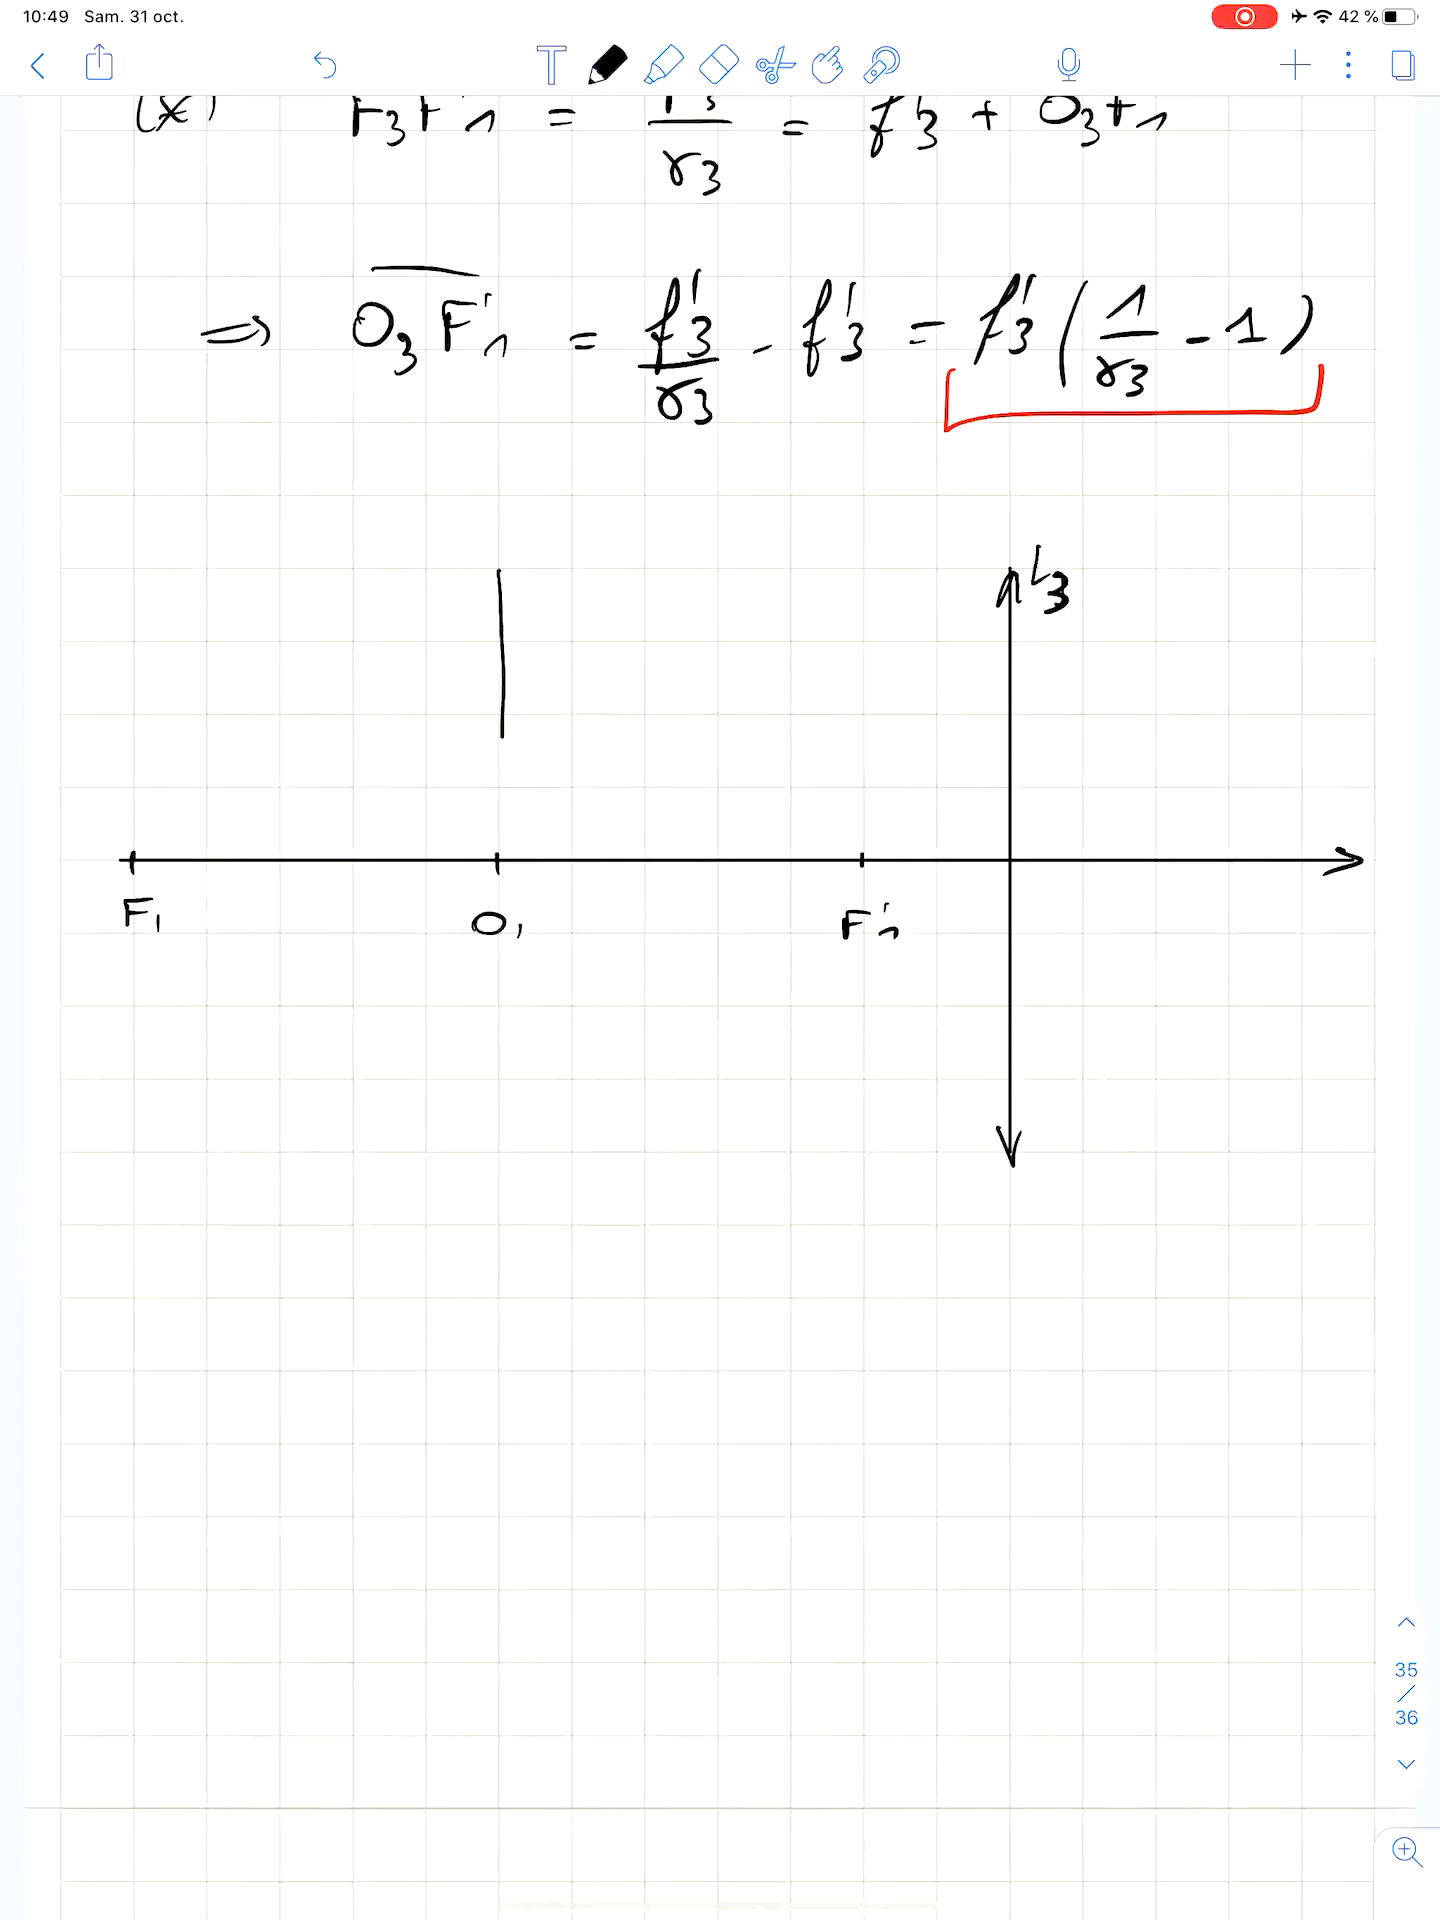 10:49 Sam. 31 oct. 42 %
(*) F3F'1 = f'3/γ3 = f'3 + O3F'1
⇒ O3F'1 = f'3/γ3 - f'3 = f'3 (1/γ3 - 1)
L3
F1 O1 F'1
35
/
36